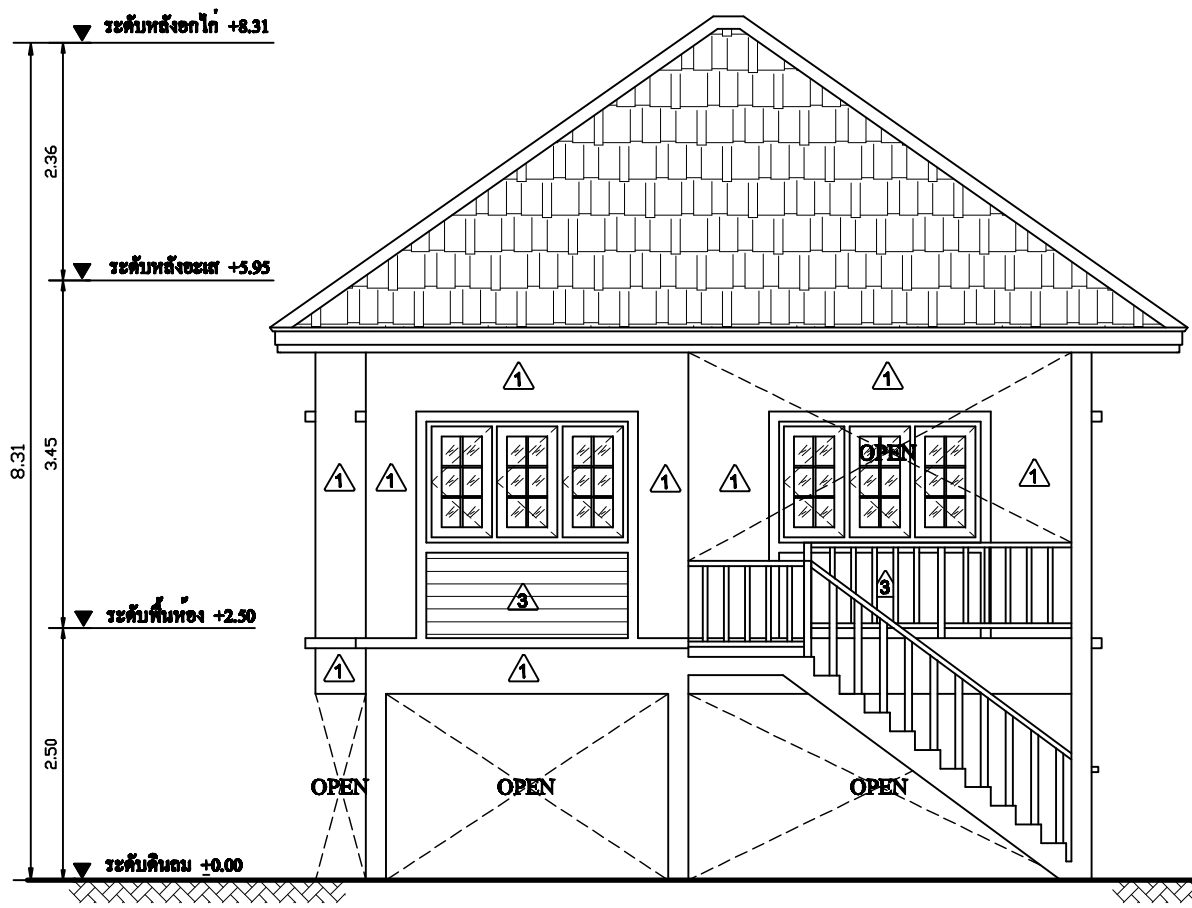 ระดับหลังอกไก่ +8.31
2.36
ระดับหลังอะเส +5.95
8.31
3.45
1
1
1
1
1
1
1
OPEN
3
3
ระดับพื้นห้อง +2.50
1
1
2.50
OPEN
OPEN
OPEN
ระดับดินถม ±0.00